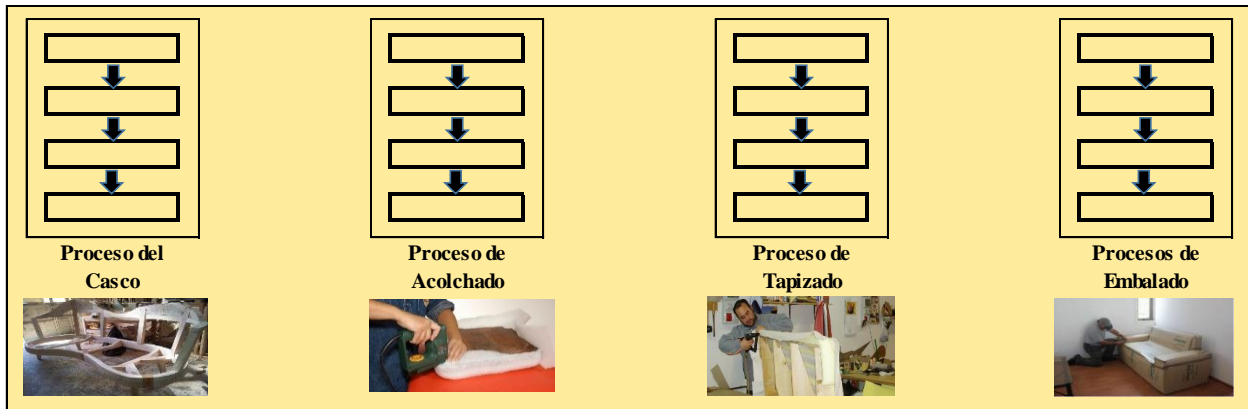 Proceso del
Casco
Proceso de
Acolchado
Proceso de
Tapizado
Procesos de
Embalado